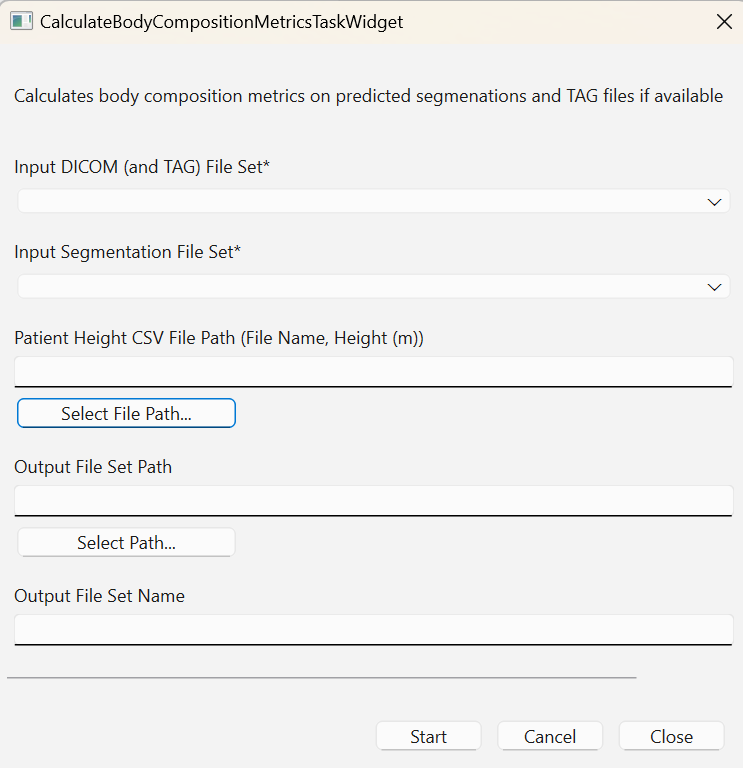 CalculateBodyCompositionMetricsTaskWidget
Calculates body composition metrics on predicted segmenations and TAG files if available
Input DICOM (and TAG) File Set*
Input Segmentation File Set*
Patient Height CSV File Path (File Name, Height (m))
Select File Path...
Output File Set Path
Select Path...
Output File Set Name
Start Cancel Close